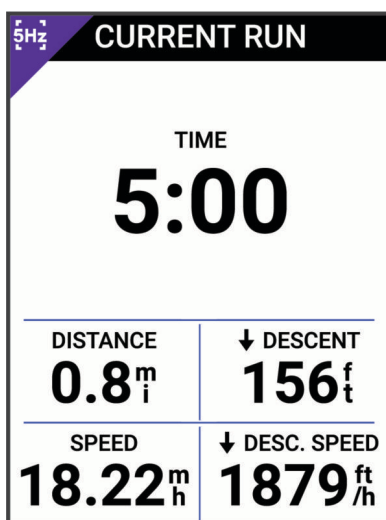 5Hz
CURRENT RUN
TIME
5:00
DISTANCE
0.8 mi
↓ DESCENT
156 ft
SPEED
18.22 mh
↓ DESC. SPEED
1879 ft/h